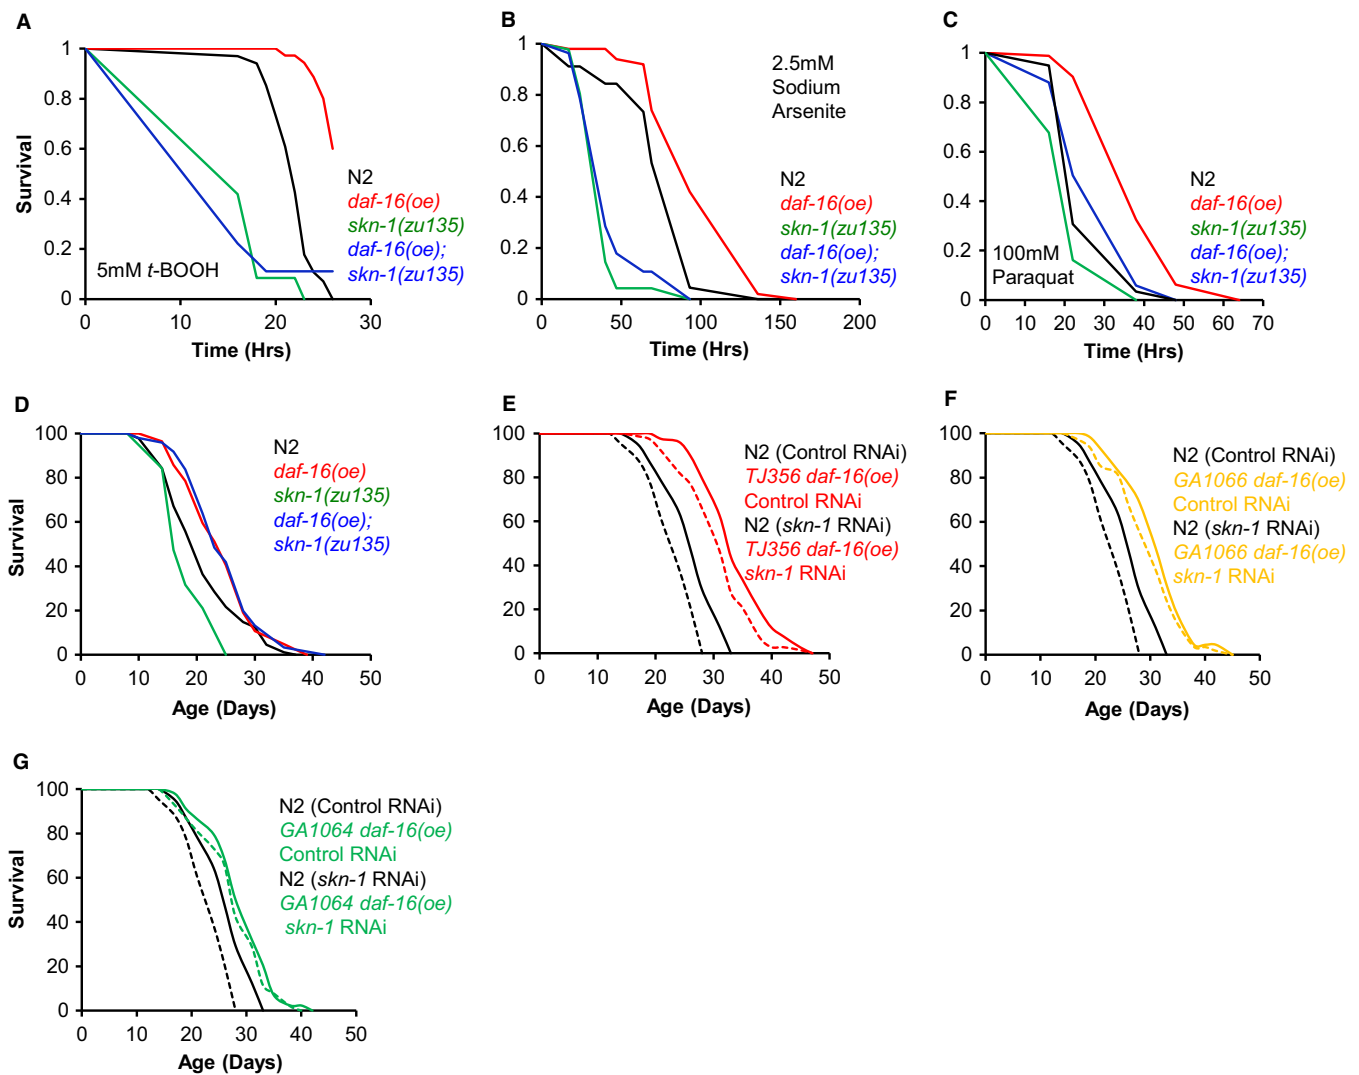 A
1
0.8
0.6
0.4
0.2
0
Survival
5mM t-BOOH
N2
daf-16(oe)
skn-1(zu135)
daf-16(oe);
skn-1(zu135)
0 10 20 30
Time (Hrs)
B
1
0.8
0.6
0.4
0.2
0
2.5mM
Sodium
Arsenite
N2
daf-16(oe)
skn-1(zu135)
daf-16(oe);
skn-1(zu135)
0 50 100 150 200
Time (Hrs)
C
1
0.8
0.6
0.4
0.2
0
100mM
Paraquat
N2
daf-16(oe)
skn-1(zu135)
daf-16(oe);
skn-1(zu135)
0 10 20 30 40 50 60 70
Time (Hrs)
D
100
80
60
40
20
0
Survival
N2
daf-16(oe)
skn-1(zu135)
daf-16(oe);
skn-1(zu135)
0 10 20 30 40 50
Age (Days)
E
100
80
60
40
20
0
N2 (Control RNAi)
TJ356 daf-16(oe)
Control RNAi
N2 (skn-1 RNAi)
TJ356 daf-16(oe)
skn-1 RNAi
0 10 20 30 40 50
Age (Days)
F
100
80
60
40
20
0
N2 (Control RNAi)
GA1066 daf-16(oe)
Control RNAi
N2 (skn-1 RNAi)
GA1066 daf-16(oe)
skn-1 RNAi
0 10 20 30 40 50
Age (Days)
G
100
80
60
40
20
0
Survival
N2 (Control RNAi)
GA1064 daf-16(oe)
Control RNAi
N2 (skn-1 RNAi)
GA1064 daf-16(oe)
skn-1 RNAi
0 10 20 30 40 50
Age (Days)